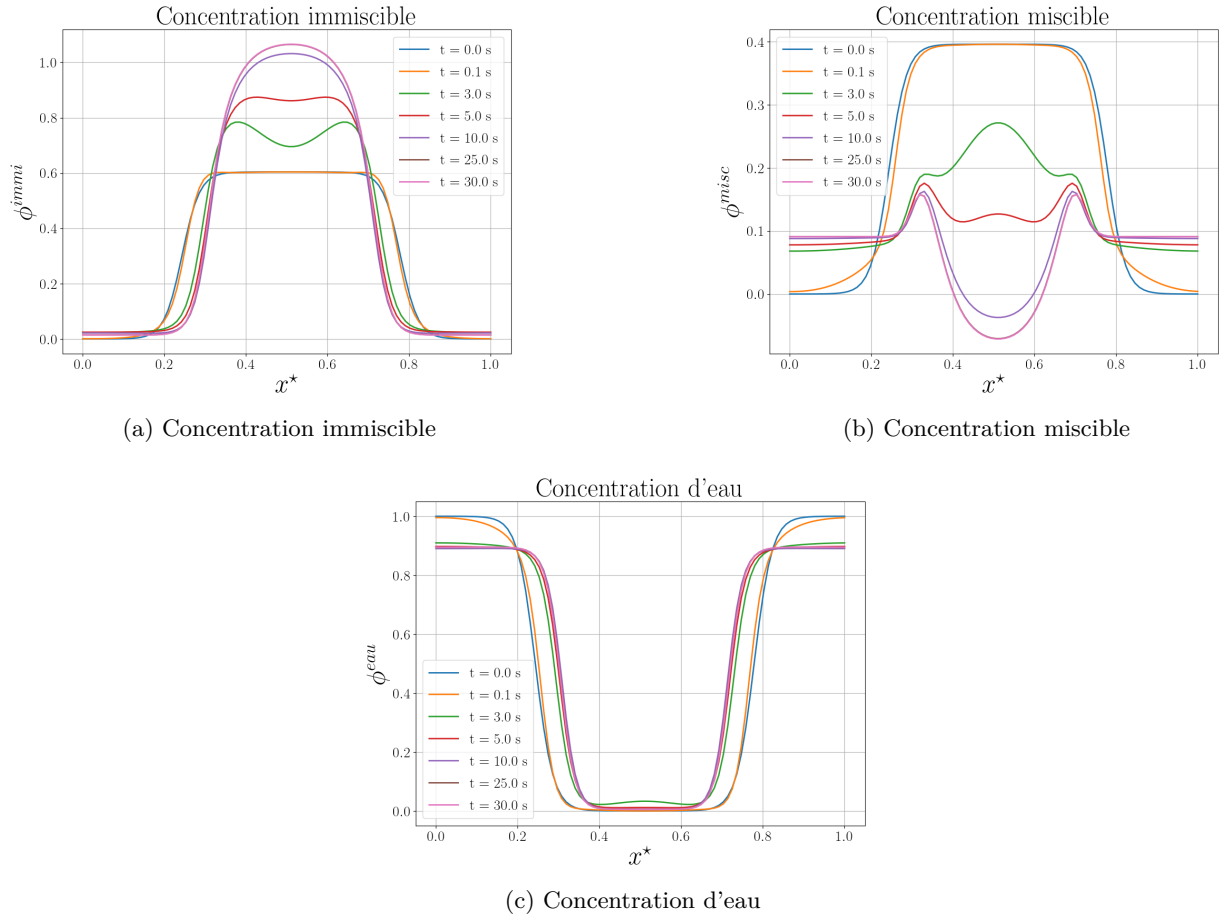 Concentration immiscible
1.0
0.8
0.6
0.4
0.2
0.0
ϕ^{immi}
t = 0.0 s
t = 0.1 s
t = 3.0 s
t = 5.0 s
t = 10.0 s
t = 25.0 s
t = 30.0 s
0.0 0.2 0.4 0.6 0.8 1.0
x⋆
(a) Concentration immiscible
Concentration miscible
0.4
0.3
0.2
0.1
0.0
ϕ^{misc}
t = 0.0 s
t = 0.1 s
t = 3.0 s
t = 5.0 s
t = 10.0 s
t = 25.0 s
t = 30.0 s
0.0 0.2 0.4 0.6 0.8 1.0
x⋆
(b) Concentration miscible
Concentration d'eau
1.0
0.8
0.6
0.4
0.2
0.0
ϕ^{eau}
t = 0.0 s
t = 0.1 s
t = 3.0 s
t = 5.0 s
t = 10.0 s
t = 25.0 s
t = 30.0 s
0.0 0.2 0.4 0.6 0.8 1.0
x⋆
(c) Concentration d'eau